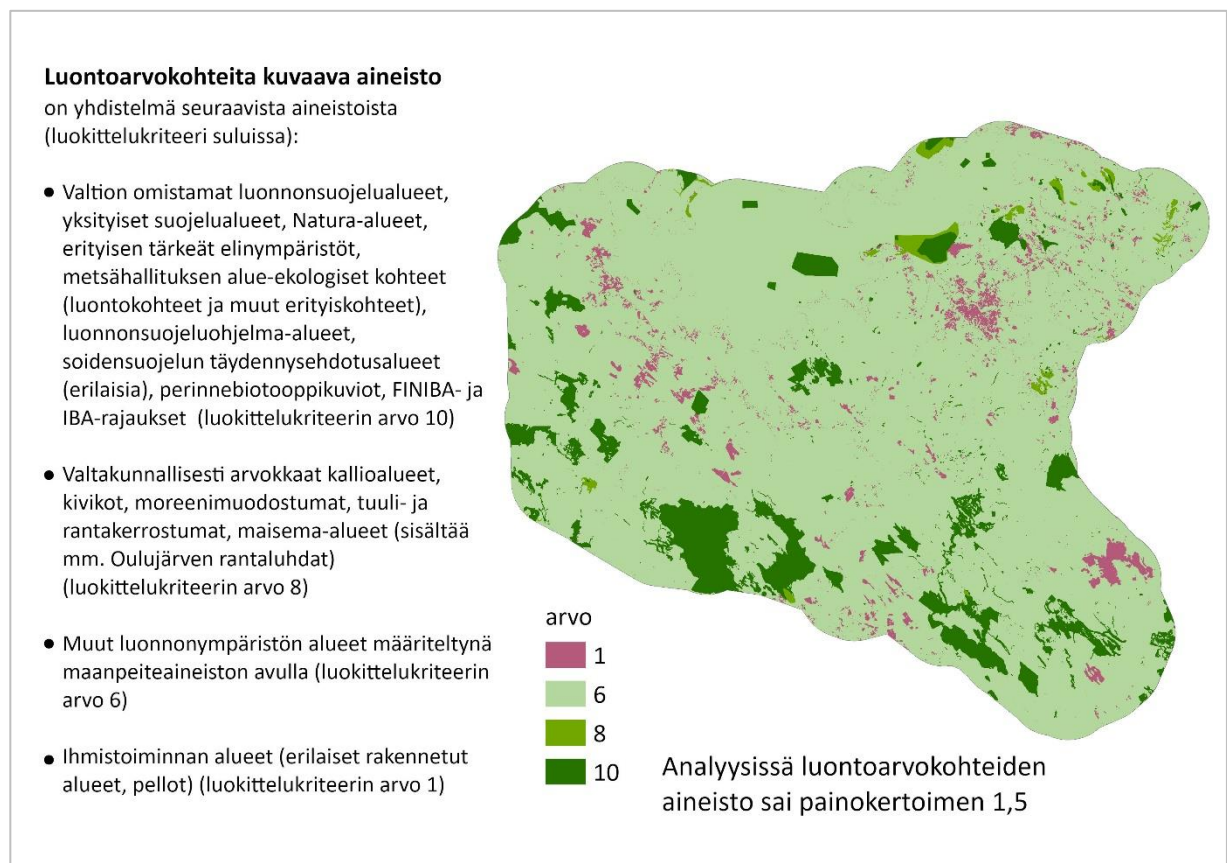 Luontoarvokohteita kuvaava aineisto
on yhdistelmä seuraavista aineistoista
(luokittelukriteeri suluissa):
• Valtion omistamat luonnonsuojelualueet,
yksityiset suojelualueet, Natura-alueet,
erityisen tärkeät elinympäristöt,
metsähallituksen alue-ekologiset kohteet
(luontokohteet ja muut erityiskohteet),
luonnonsuojeluohjelma-alueet,
soidensuojelun täydennysehdotusalueet
(erilaisia), perinnebiotooppikuviot, FINIBA- ja
IBA-rajaukset (luokittelukriteerin arvo 10)
• Valtakunnallisesti arvokkaat kallioalueet,
kivikot, moreenimuodostumat, tuuli- ja
rantakerrostumat, maisema-alueet (sisältää
mm. Oulujärven rantaluhdat)
(luokittelukriteerin arvo 8)
• Muut luonnonympäristön alueet määriteltynä
maanpeiteaineiston avulla (luokittelukriteerin
arvo 6)
• Ihmistoiminnan alueet (erilaiset rakennetut
alueet, pellot) (luokittelukriteerin arvo 1)
arvo
1
6
8
10
Analyysissä luontoarvokohteiden
aineisto sai painokertoimen 1,5